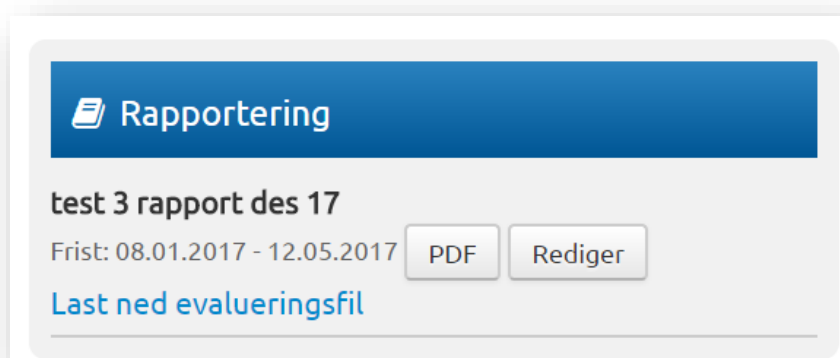 Rapportering
test 3 rapport des 17
Frist: 08.01.2017 - 12.05.2017 PDF Rediger
Last ned evalueringsfil